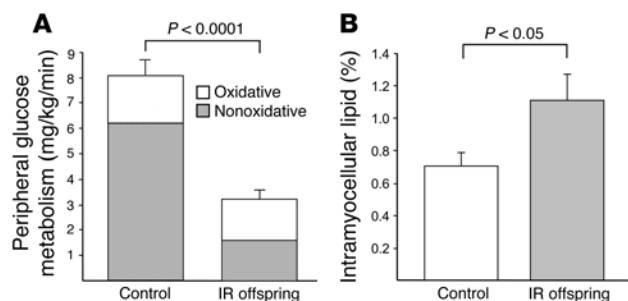 A
P < 0.0001
Peripheral glucose
metabolism (mg/kg/min)
9
8
7
6
5
4
3
2
1
Oxidative
Nonoxidative
Control
IR offspring
B
P < 0.05
Intramyocellular lipid (%)
1.4
1.2
1.0
0.8
0.6
0.4
0.2
Control
IR offspring